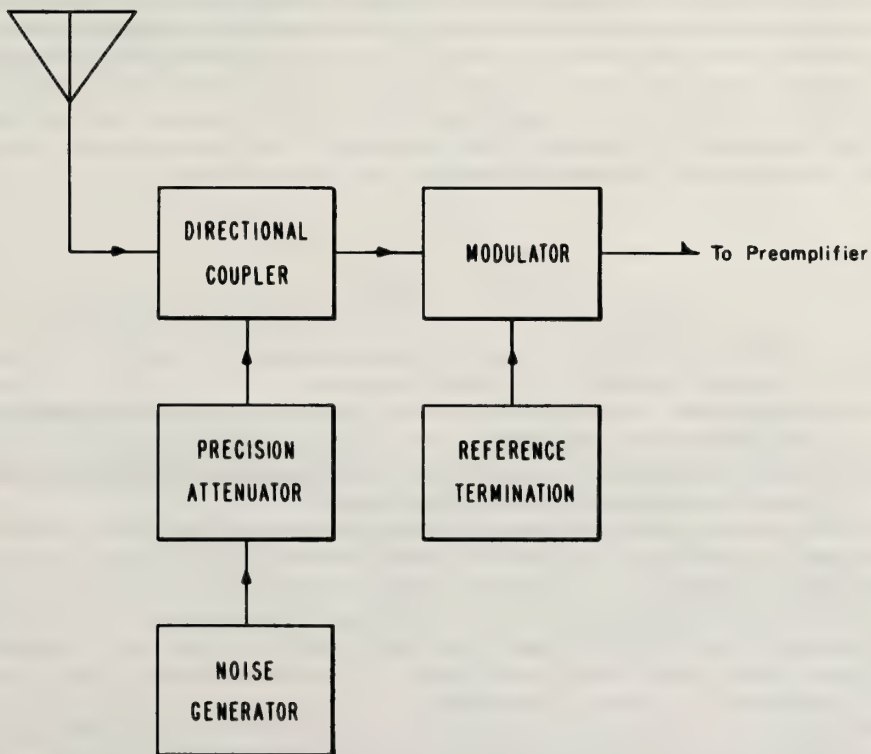 DIRECTIONAL
COUPLER
MODULATOR
To Preamplifier
PRECISION
ATTENUATOR
REFERENCE
TERMINATION
NOISE
GENERATOR